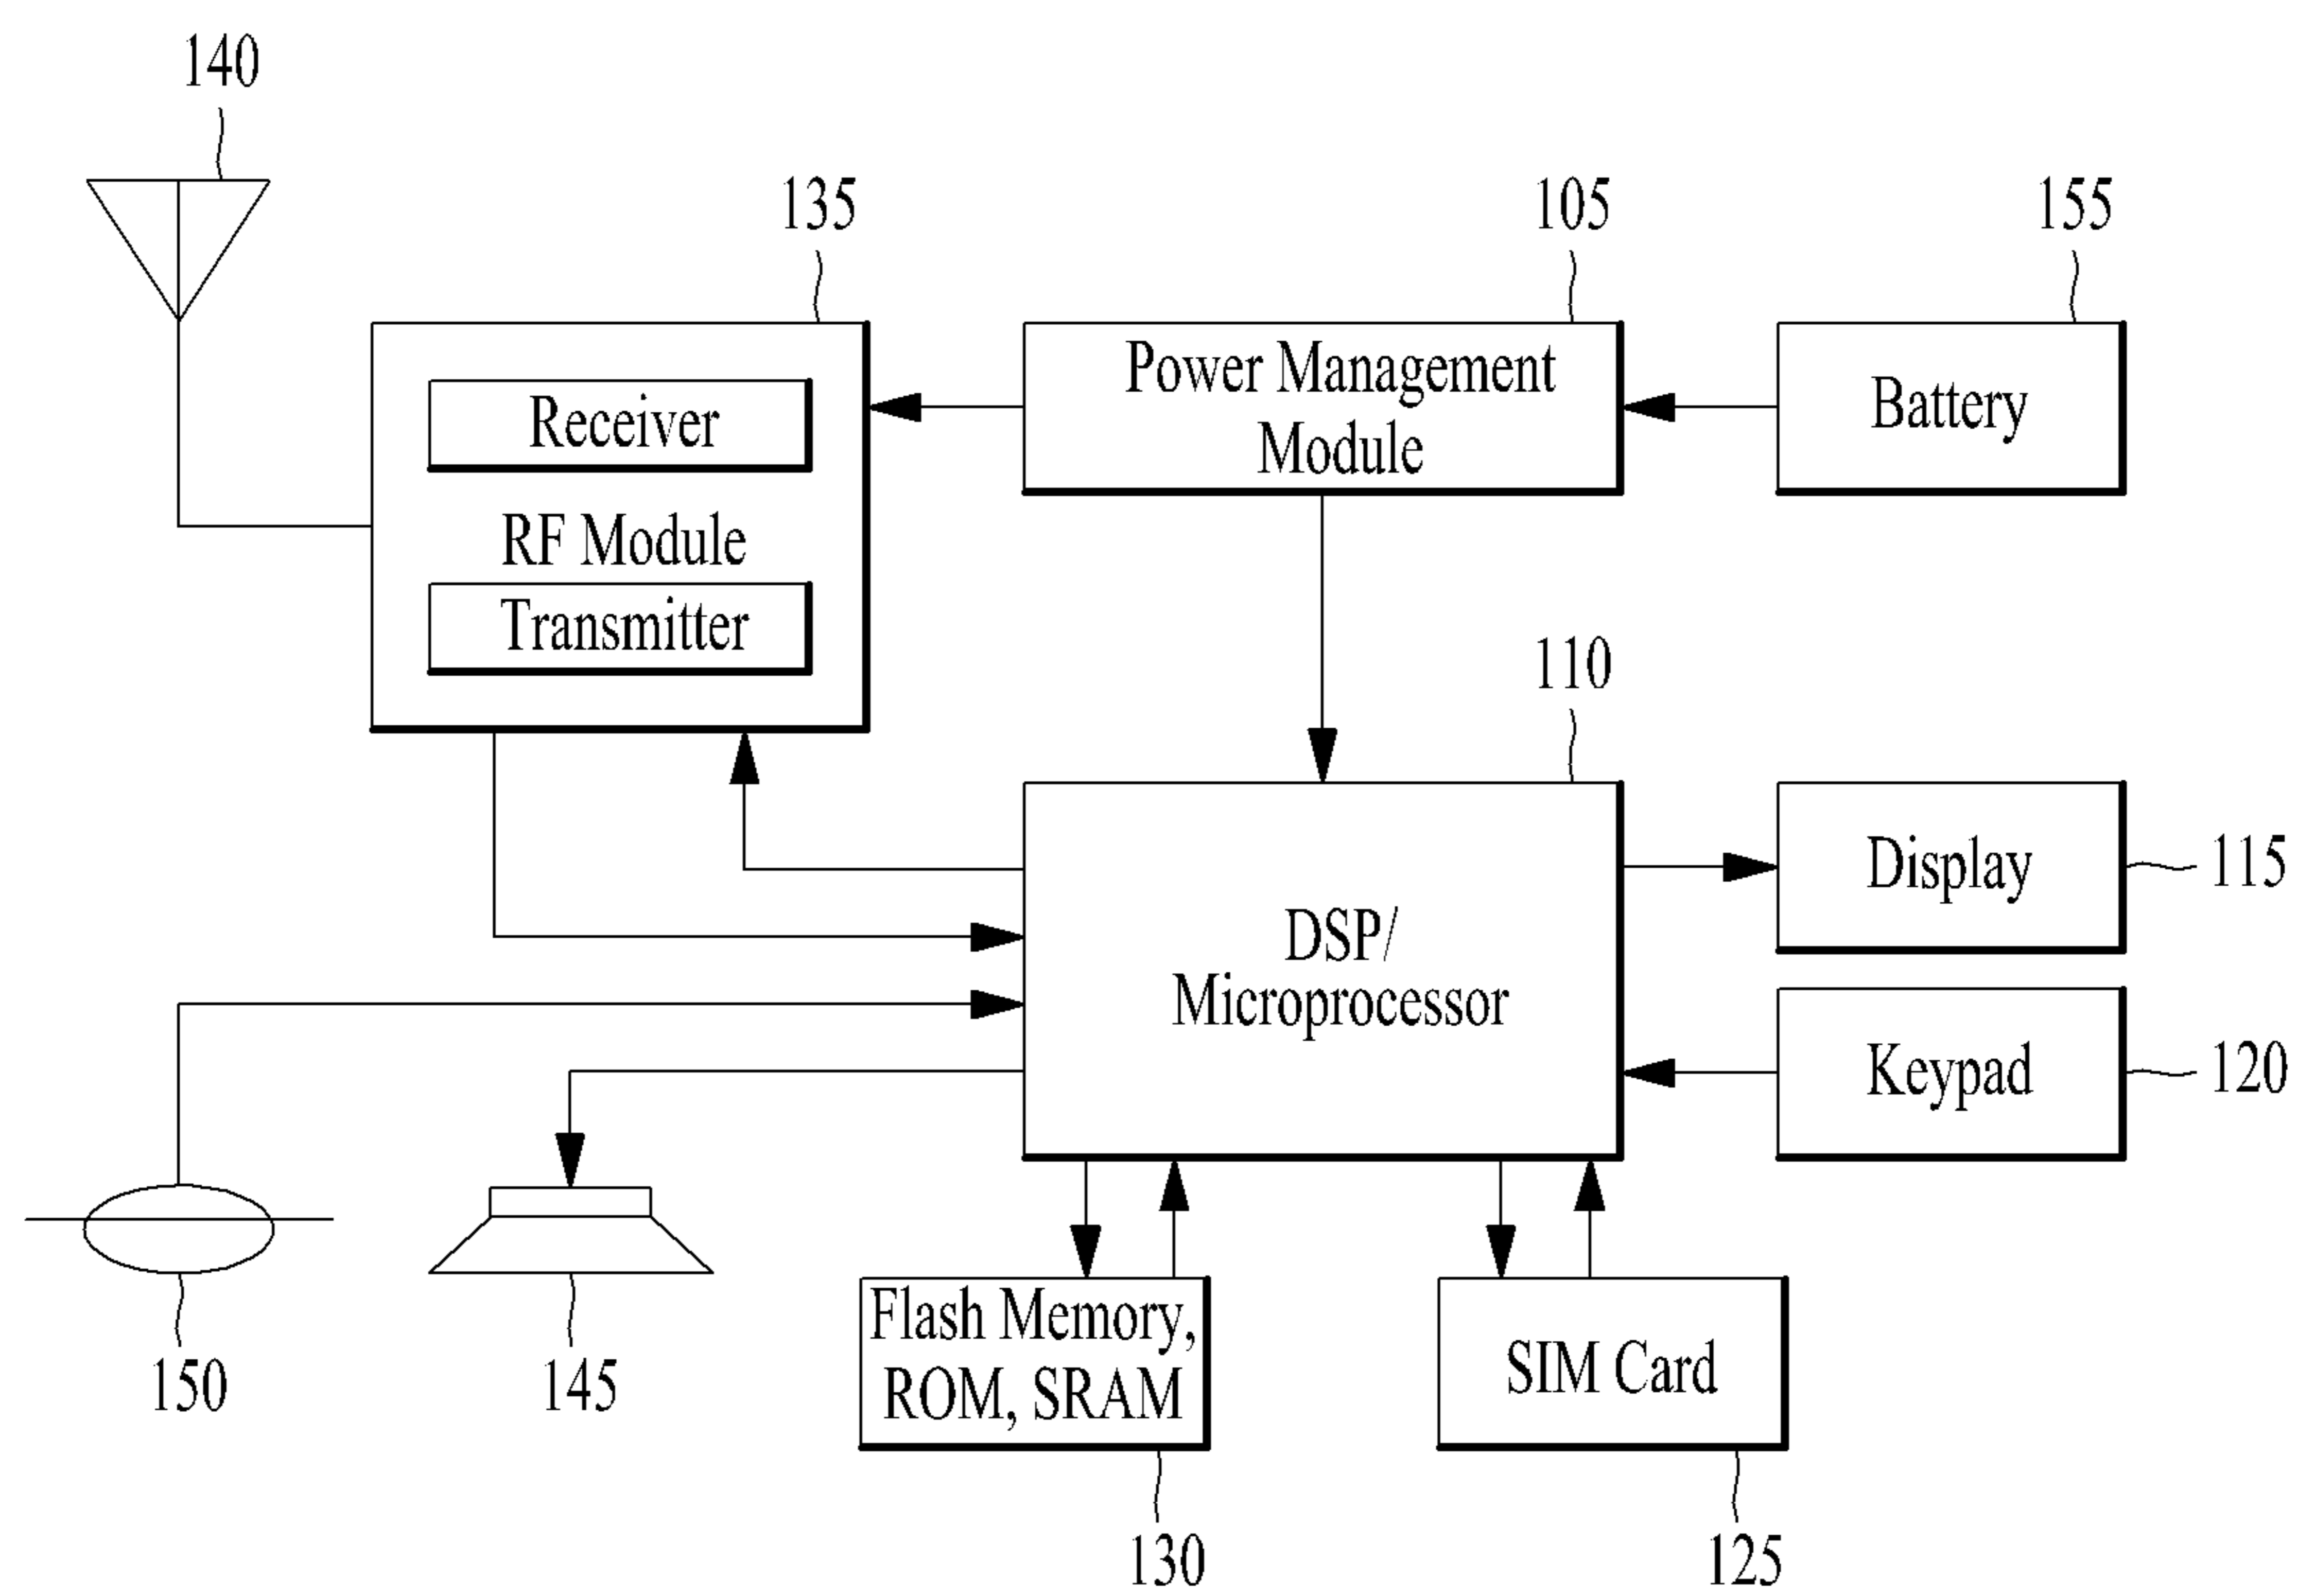 140
135
105
155
Receiver
RF Module
Transmitter
Power Management
Module
Battery
110
DSP/
Microprocessor
Display
115
Keypad
120
150
145
Flash Memory,
ROM, SRAM
SIM Card
130
125